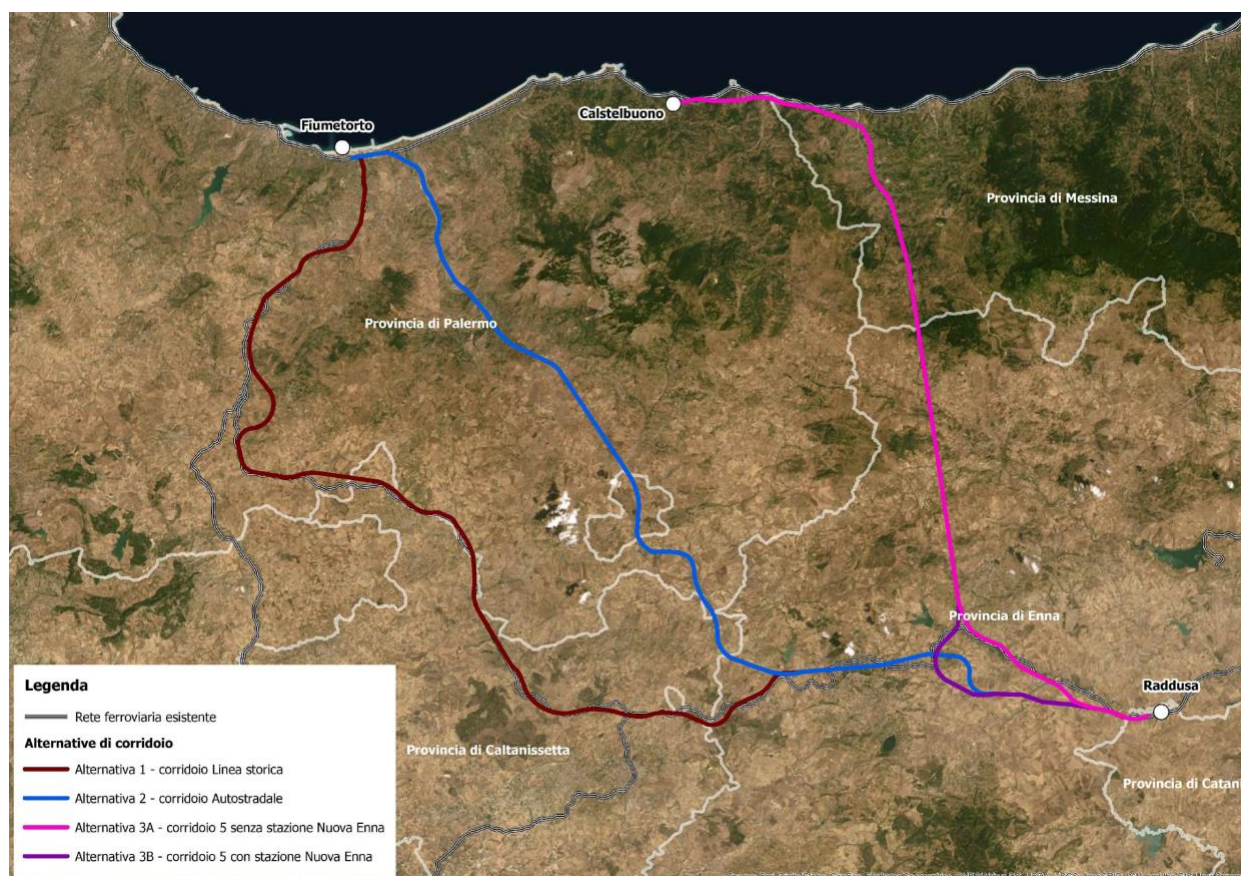 Fiumetorto
Calstelbuono
Provincia di Messina
Provincia di Palermo
Provincia di Enna
Raddusa
Provincia di Caltanissetta
Provincia di Catani
Legenda
Rete ferroviaria esistente
Alternative di corridoio
Alternativa 1 - corridoio Linea storica
Alternativa 2 - corridoio Autostradale
Alternativa 3A - corridoio 5 senza stazione Nuova Enna
Alternativa 3B - corridoio 5 con stazione Nuova Enna